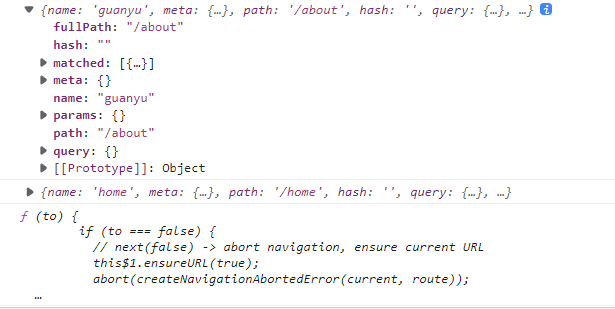 {name: 'guanyu', meta: {…}, path: '/about', hash: '', query: {…}, …} i
fullPath: "/about"
hash: ""
matched: [{…}]
meta: {}
name: "guanyu"
params: {}
path: "/about"
query: {}
[[Prototype]]: Object
{name: 'home', meta: {…}, path: '/home', hash: '', query: {…}, …}
ƒ (to) {
if (to === false) {
// next(false) -> abort navigation, ensure current URL
this$1.ensureURL(true);
abort(createNavigationAbortedError(current, route));
…